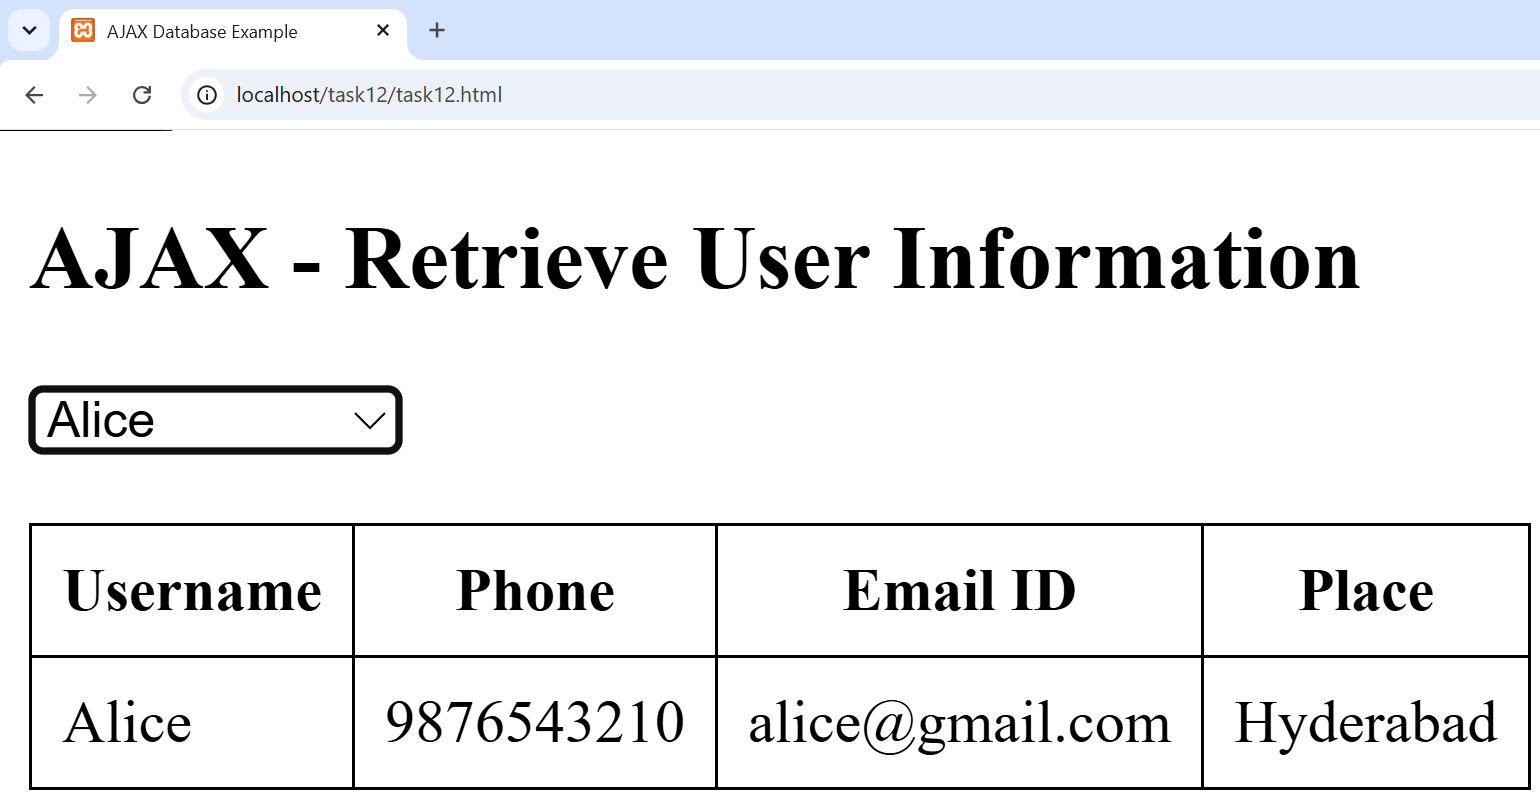 AJAX Database Example
localhost/task12/task12.html
AJAX - Retrieve User Information
Alice
Username Phone Email ID Place
Alice 9876543210 alice@gmail.com Hyderabad